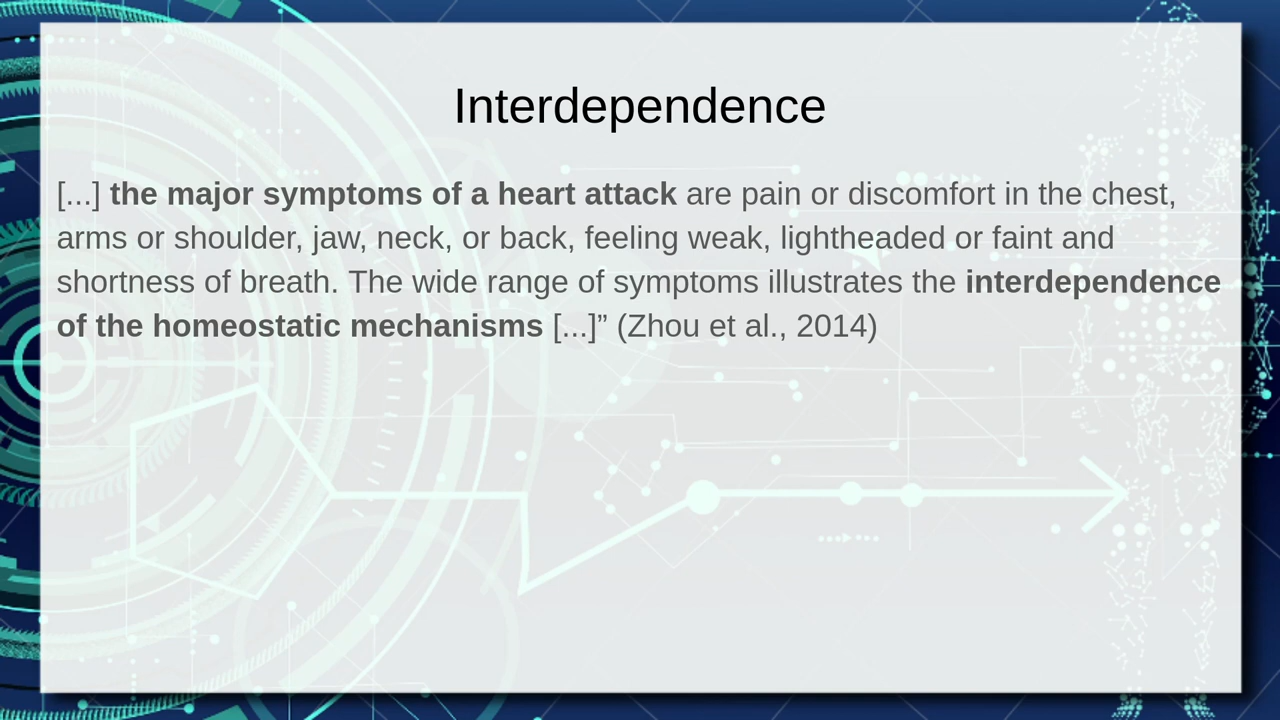 Interdependence
[...] the major symptoms of a heart attack are pain or discomfort in the chest,
arms or shoulder, jaw, neck, or back, feeling weak, lightheaded or faint and
shortness of breath. The wide range of symptoms illustrates the interdependence
of the homeostatic mechanisms [...]” (Zhou et al., 2014)